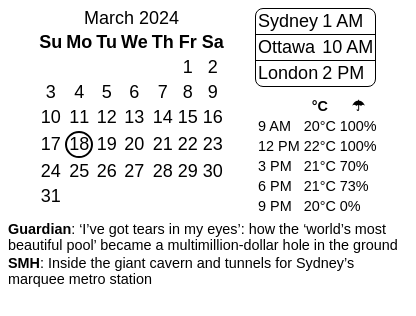 March 2024
Su Mo Tu We Th Fr Sa
1 2
3 4 5 6 7 8 9
10 11 12 13 14 15 16
17 18 19 20 21 22 23
24 25 26 27 28 29 30
31
Sydney 1 AM
Ottawa 10 AM
London 2 PM
°C ☂
9 AM 20°C 100%
12 PM 22°C 100%
3 PM 21°C 70%
6 PM 21°C 73%
9 PM 20°C 0%
Guardian: ‘I’ve got tears in my eyes’: how the ‘world’s most
beautiful pool’ became a multimillion-dollar hole in the ground
SMH: Inside the giant cavern and tunnels for Sydney’s
marquee metro station